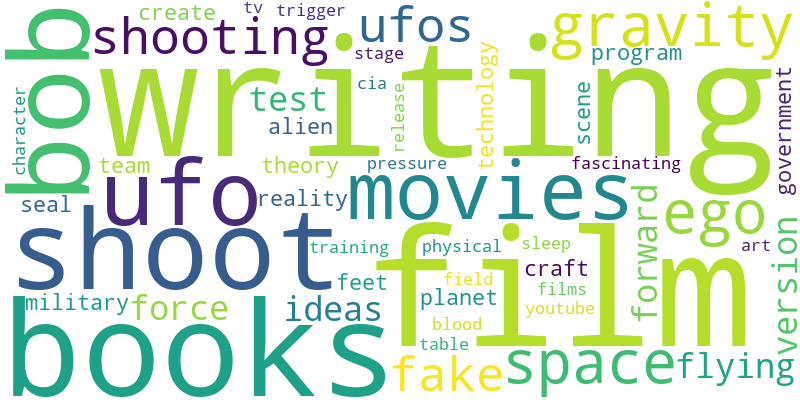 create
tv
trigger
bob
shooting
ufos
gravity
stage
program
writing
cia
test
alien
release
technology
scene
government
character
team
theory
pressure
fascinating
seal
ufo
reality
movies
forward
ego
shoot
training
physical
sleep
art
film
version
craft
military
force
ideas
feet
field
planet
films
youtube
books
blood
table
fake
space
flying